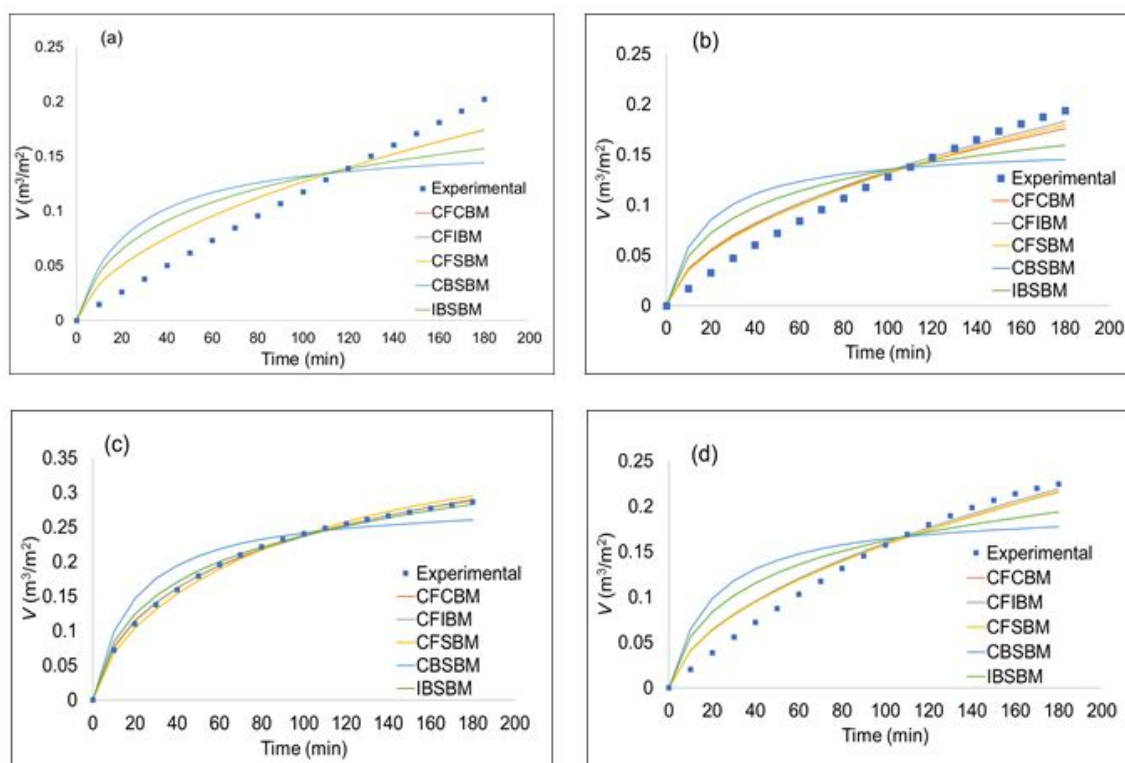 (a)
0.25
0.2
0.15
0.1
0.05
0
V (m³/m²)
Experimental
CFCBM
CFIBM
CFSBM
CBSBM
IBSBM
0 20 40 60 80 100 120 140 160 180 200
Time (min)
(b)
0.25
0.2
0.15
0.1
0.05
0
V (m³/m²)
Experimental
CFCBM
CFIBM
CFSBM
CBSBM
IBSBM
0 20 40 60 80 100 120 140 160 180 200
Time (min)
(c)
0.35
0.3
0.25
0.2
0.15
0.1
0.05
0
V (m³/m²)
Experimental
CFCBM
CFIBM
CFSBM
CBSBM
IBSBM
0 20 40 60 80 100 120 140 160 180 200
Time (min)
(d)
0.25
0.2
0.15
0.1
0.05
0
V (m³/m²)
Experimental
CFCBM
CFIBM
CFSBM
CBSBM
IBSBM
0 20 40 60 80 100 120 140 160 180 200
Time (min)